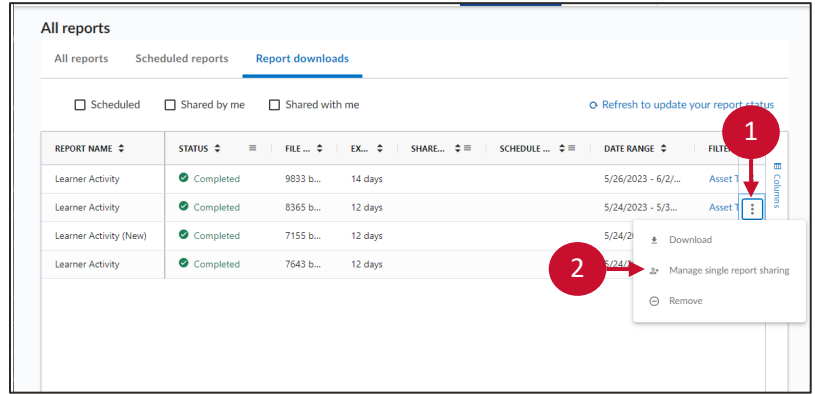 All reports
All reports Scheduled reports Report downloads
Scheduled Shared by me Shared with me Refresh to update your report status
1
REPORT NAME STATUS FILE ... EX... SHARE... SCHEDULE ... DATE RANGE FILTE
Columns
Learner Activity Completed 9833 b... 14 days 5/26/2023 - 6/2/... Asset T
Learner Activity Completed 8365 b... 12 days 5/24/2023 - 5/3... Asset T
Learner Activity (New) Completed 7155 b... 12 days 5/24/20
Download
Learner Activity Completed 7643 b... 12 days 5/24/2
2 Manage single report sharing
Remove